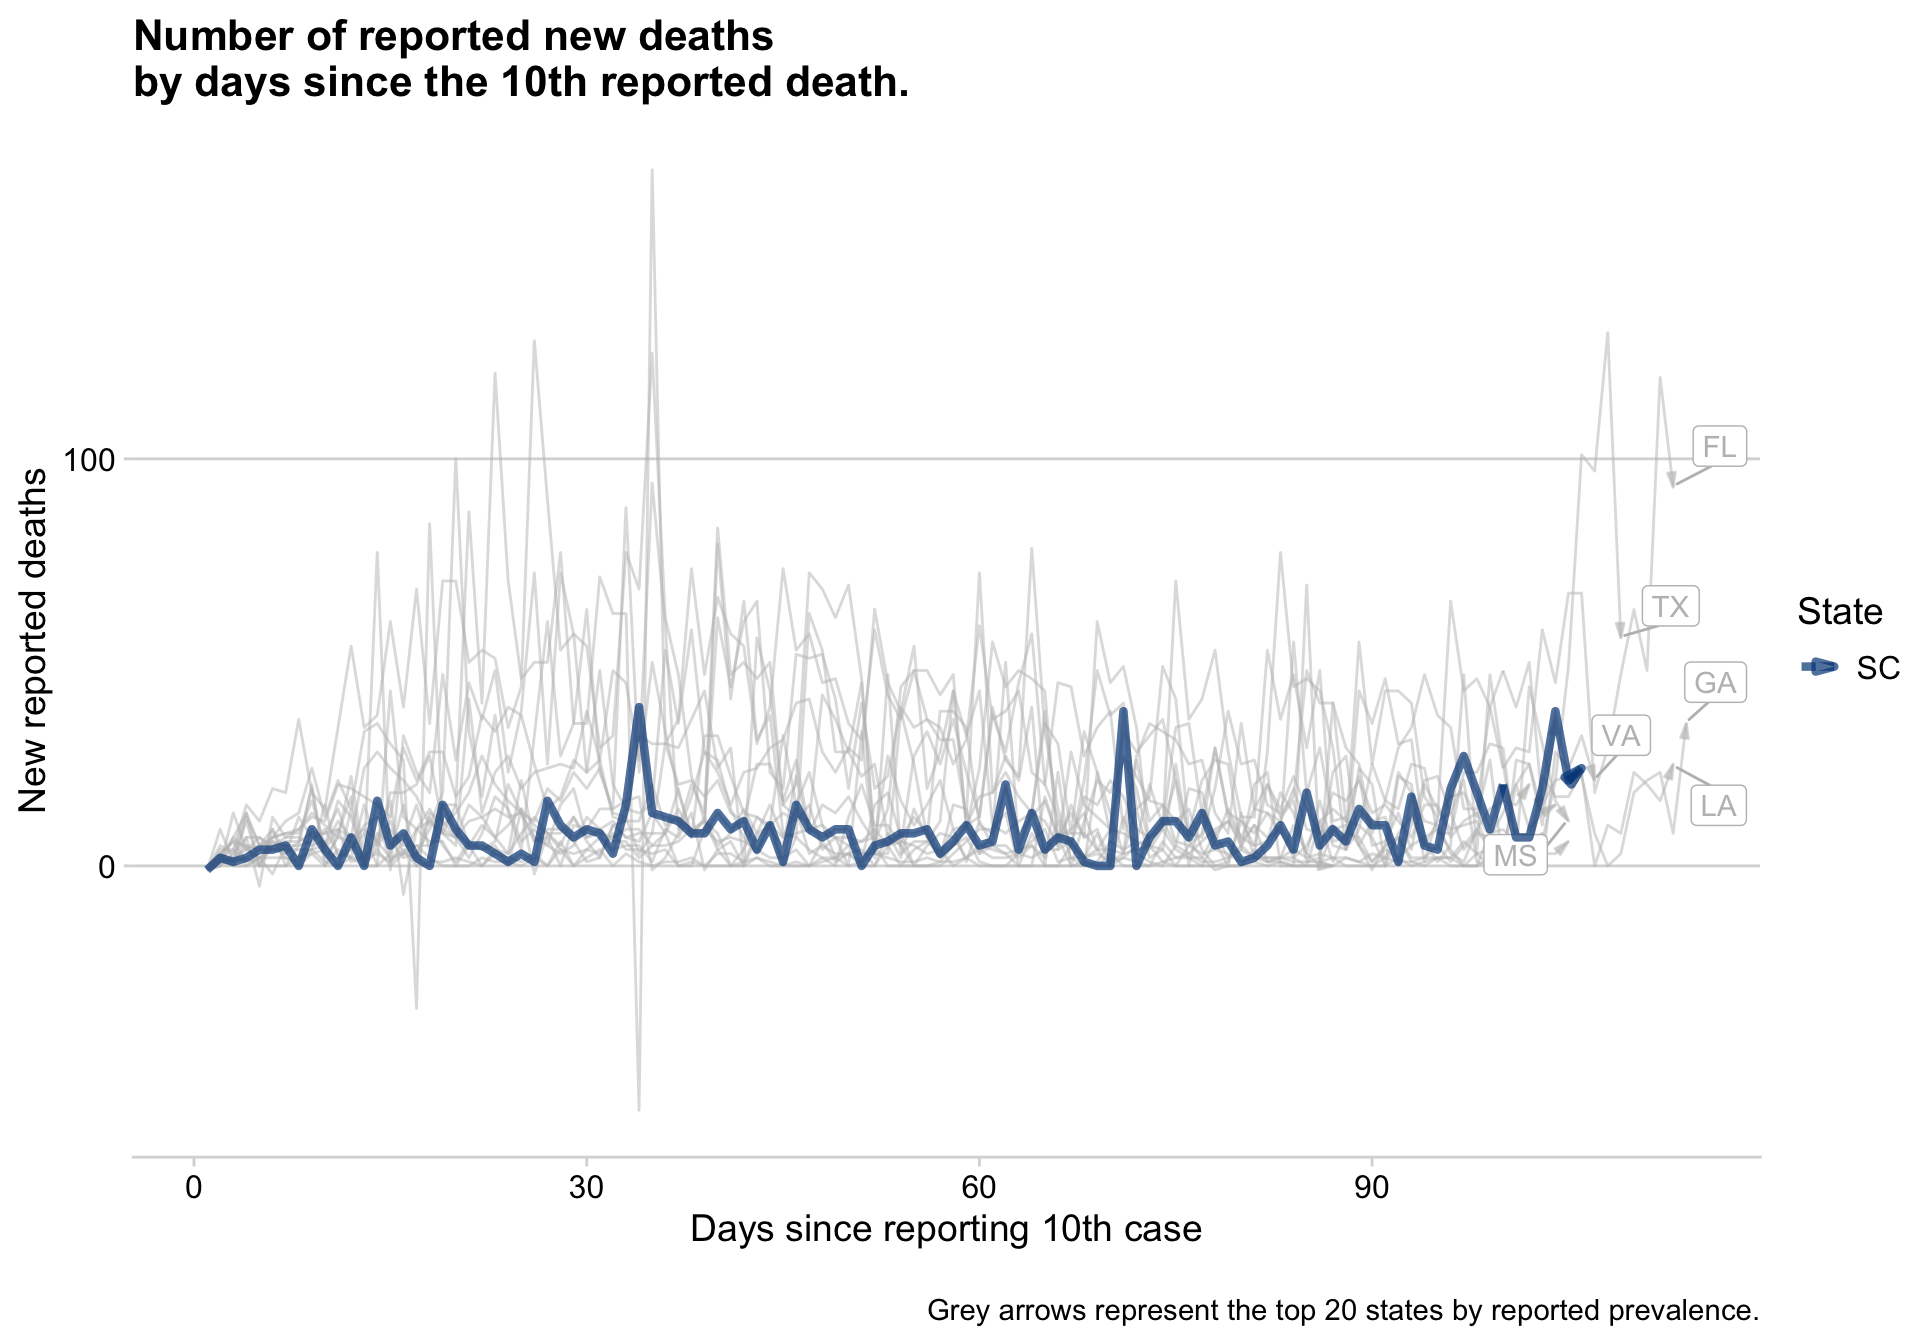 Number of reported new deaths
by days since the 10th reported death.
New reported deaths
100
0
FL
TX
GA
VA
LA
MS
State
SC
0
30
60
90
Days since reporting 10th case
Grey arrows represent the top 20 states by reported prevalence.